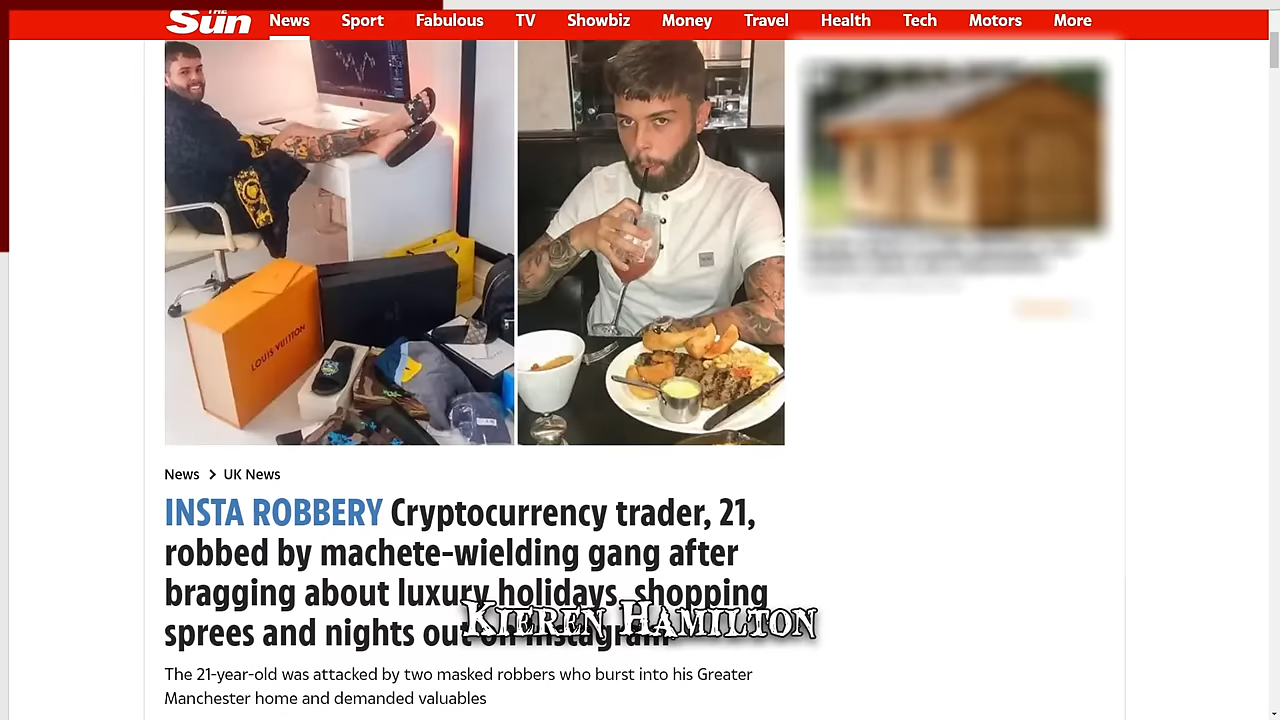 THE
Sun
News Sport Fabulous TV Showbiz Money Travel Health Tech Motors More
LOUIS VUITTON
News > UK News
INSTA ROBBERY Cryptocurrency trader, 21,
robbed by machete-wielding gang after
bragging about luxury holidays, shopping
sprees and nights out on Instagram
KIEREN HAMILTON
The 21-year-old was attacked by two masked robbers who burst into his Greater
Manchester home and demanded valuables